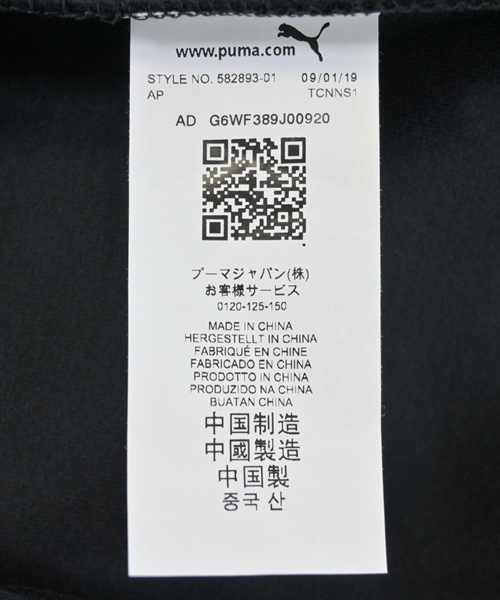 www.puma.com
STYLE NO. 582893-01 09/01/19
AP TCNNS1
AD G6WF389J00920
プーマジャパン(株)
お客様サービス
0120-125-150
MADE IN CHINA
HERGESTELLT IN CHINA
FABRIQUÉ EN CHINE
FABRICADO EN CHINA
PRODOTTO IN CHINA
PRODUZIDO NA CHINA
BUATAN CHINA
中国制造
中國製造
中国製
중국 산